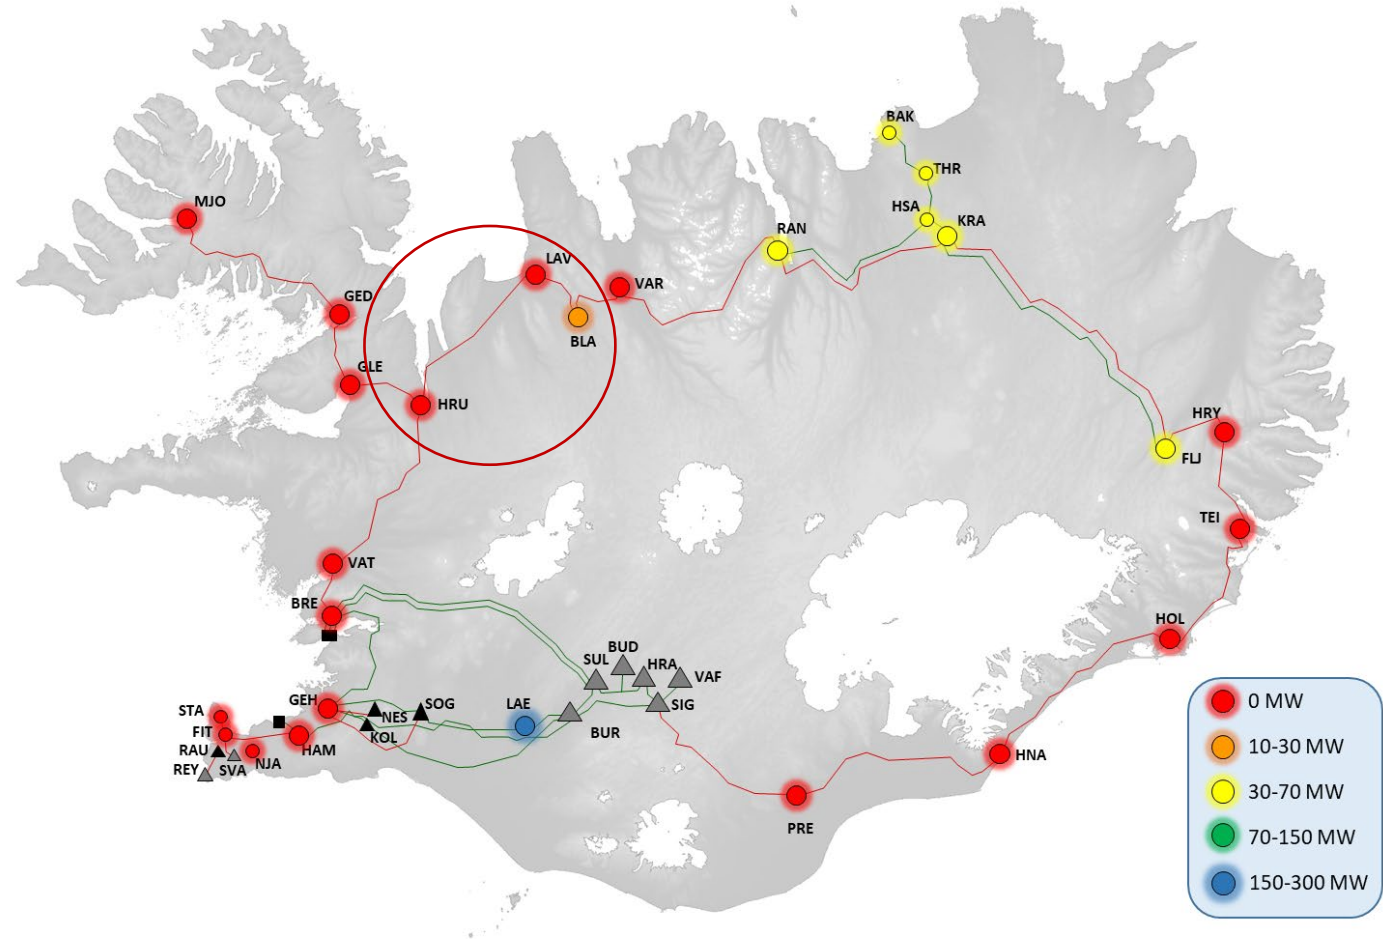 BAK
THR
MJO
HSA
KRA
RAN
LAV
VAR
GED
BLA
GLE
HRU
HRY
FLJ
TEI
VAT
BRE
HOL
BUD
SUL
HRA
VAF
GEH
SOG
LAE
SIG
STA
NES
FIT
KOL
BUR
RAU
HAM
REY
SVA
NJA
HNA
PRE
0 MW
10-30 MW
30-70 MW
70-150 MW
150-300 MW